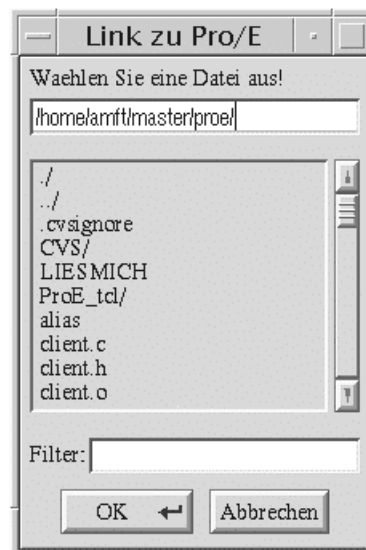 Link zu Pro/E
Waehlen Sie eine Datei aus!
/home/amft/master/proe/
./
../
.cvsignore
CVS/
LIESMICH
ProE_tcl/
alias
client.c
client.h
client.o
Filter:
OK
Abbrechen